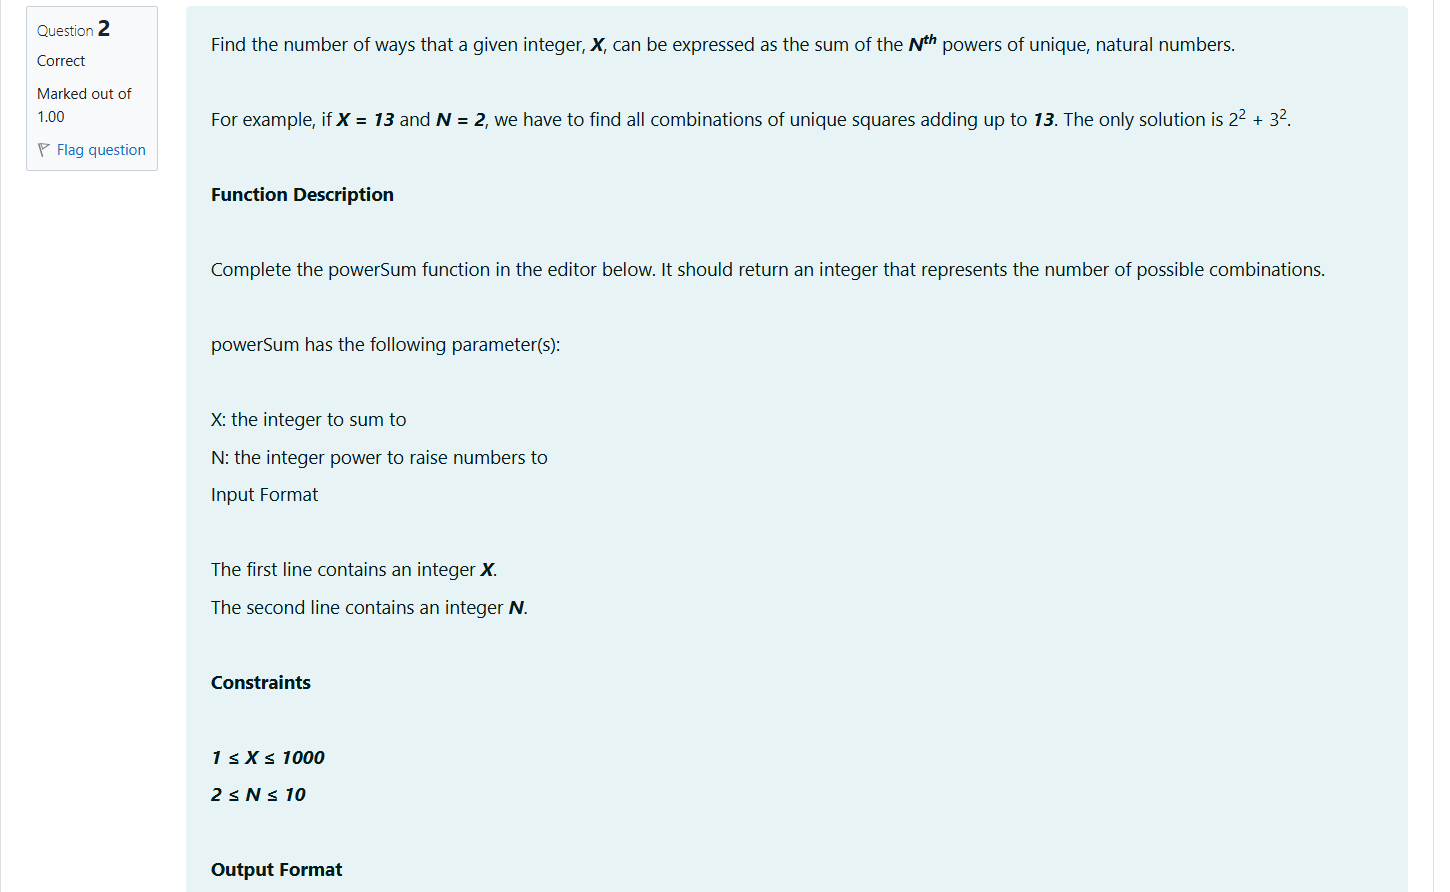 Question 2
Correct
Marked out of
1.00
Flag question
Find the number of ways that a given integer, X, can be expressed as the sum of the Nth powers of unique, natural numbers.
For example, if X = 13 and N = 2, we have to find all combinations of unique squares adding up to 13. The only solution is 2² + 3².
Function Description
Complete the powerSum function in the editor below. It should return an integer that represents the number of possible combinations.
powerSum has the following parameter(s):
X: the integer to sum to
N: the integer power to raise numbers to
Input Format
The first line contains an integer X.
The second line contains an integer N.
Constraints
1 ≤ X ≤ 1000
2 ≤ N ≤ 10
Output Format